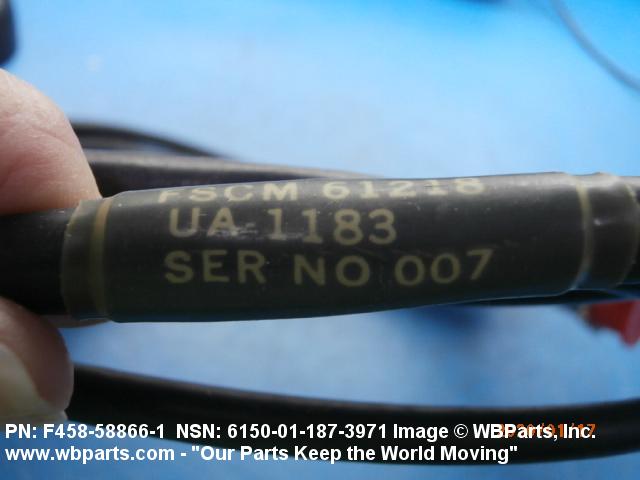 FSCM 61218
UA-1183
SER NO 007
PN: F458-58866-1 NSN: 6150-01-187-3971 Image © WBParts, Inc.
www.wbparts.com - "Our Parts Keep the World Moving"